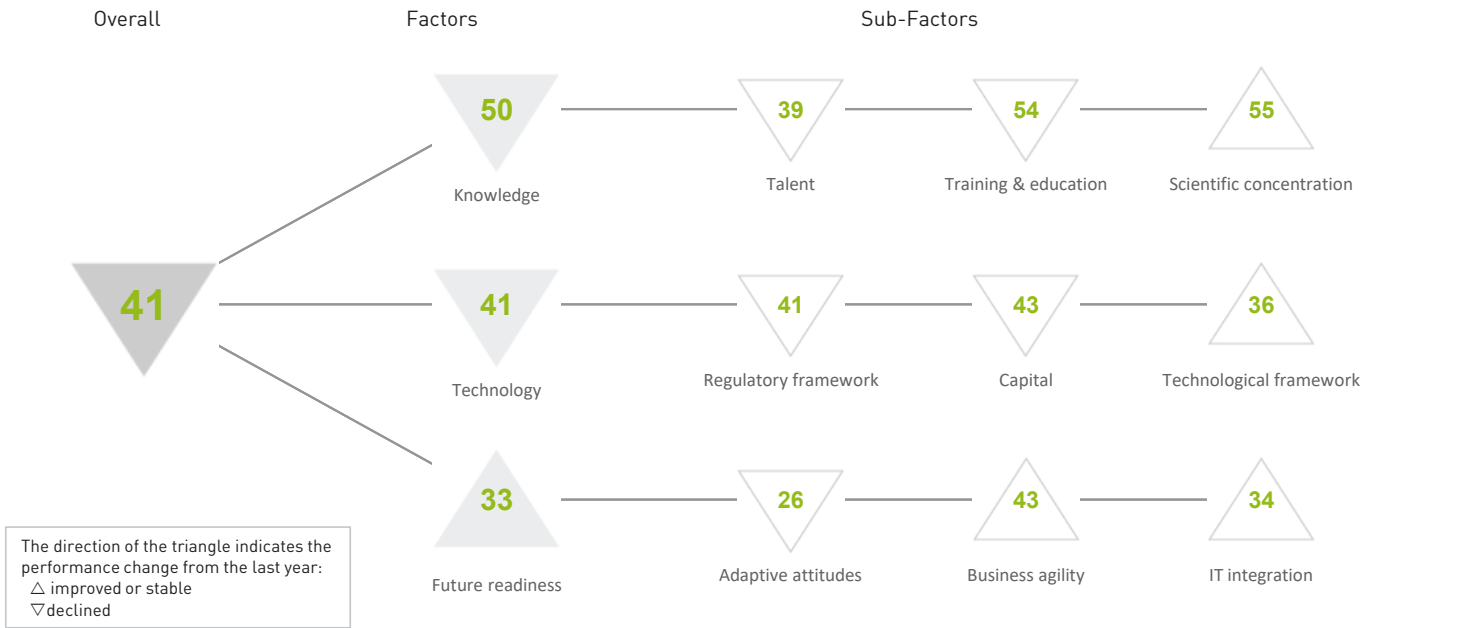 Overall
Factors
Sub-Factors
50
39
54
55
Knowledge
Talent
Training & education
Scientific concentration
41
41
41
43
36
Technology
Regulatory framework
Capital
Technological framework
33
26
43
34
Future readiness
Adaptive attitudes
Business agility
IT integration
The direction of the triangle indicates the
performance change from the last year:
△ improved or stable
▽ declined